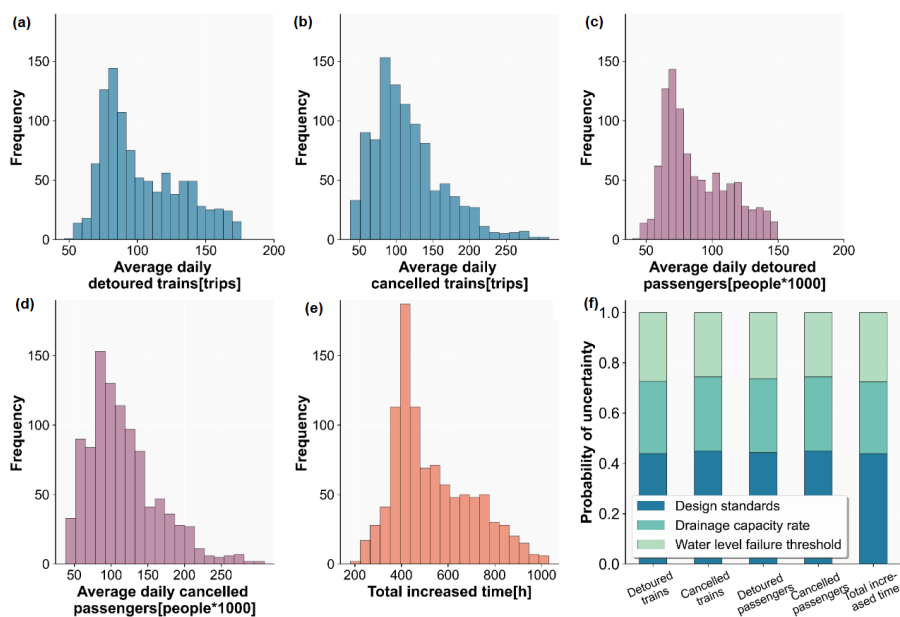 (a)
150
100
50
0
Frequency
50
100
150
200
Average daily
detoured trains[trips]
(b)
150
100
50
0
Frequency
50
100
150
200
250
Average daily
cancelled trains[trips]
(c)
150
100
50
0
Frequency
50
100
150
200
Average daily detoured
passengers[people*1000]
(d)
150
100
50
0
Frequency
50
100
150
200
250
Average daily cancelled
passengers[people*1000]
(e)
150
100
50
0
Frequency
200
400
600
800
1000
Total increased time[h]
(f)
1.0
0.8
0.6
0.4
0.2
0.0
Probability of uncertainty
Design standards
Drainage capacity rate
Water level failure threshold
Detoured
trains
Cancelled
trains
Detoured
passengers
Cancelled
passengers
Total incre-
ased time